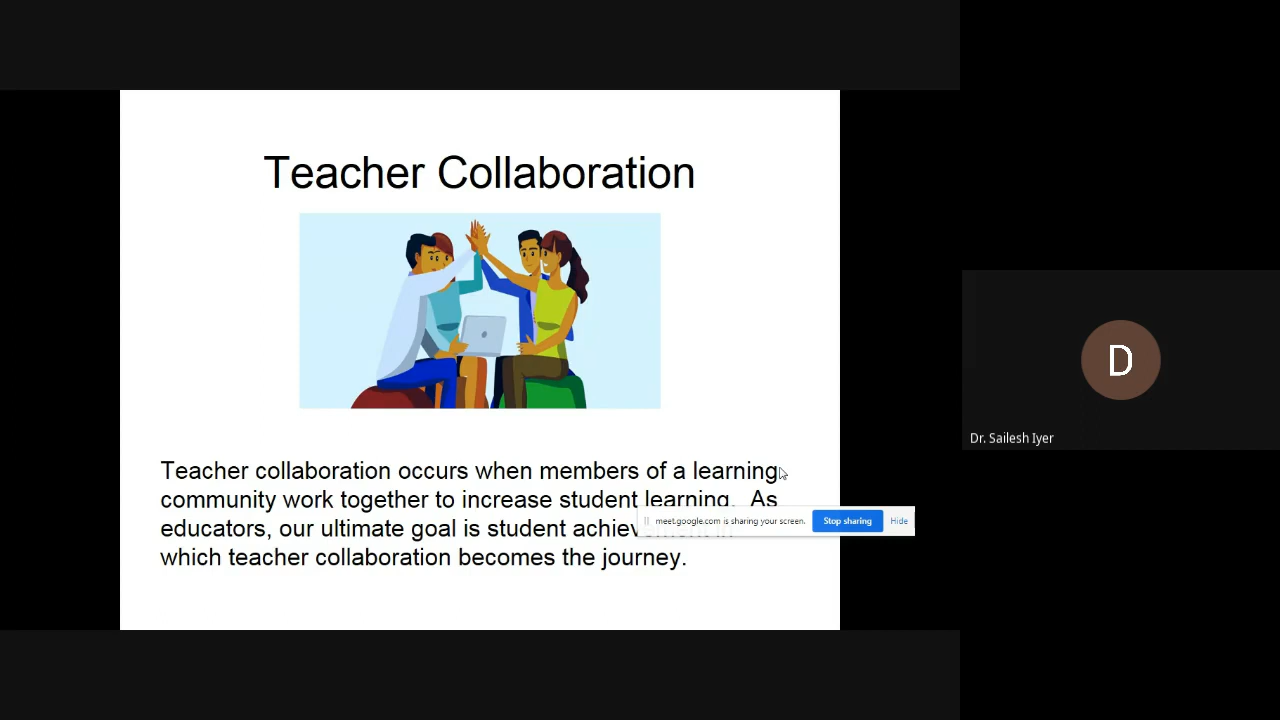 Teacher Collaboration
Teacher collaboration occurs when members of a learning
community work together to increase student learning. As
educators, our ultimate goal is student
which teacher collaboration becomes the journey.
meet.google.com is sharing your screen.
Stop sharing
Hide
D
Dr. Sailesh Iyer